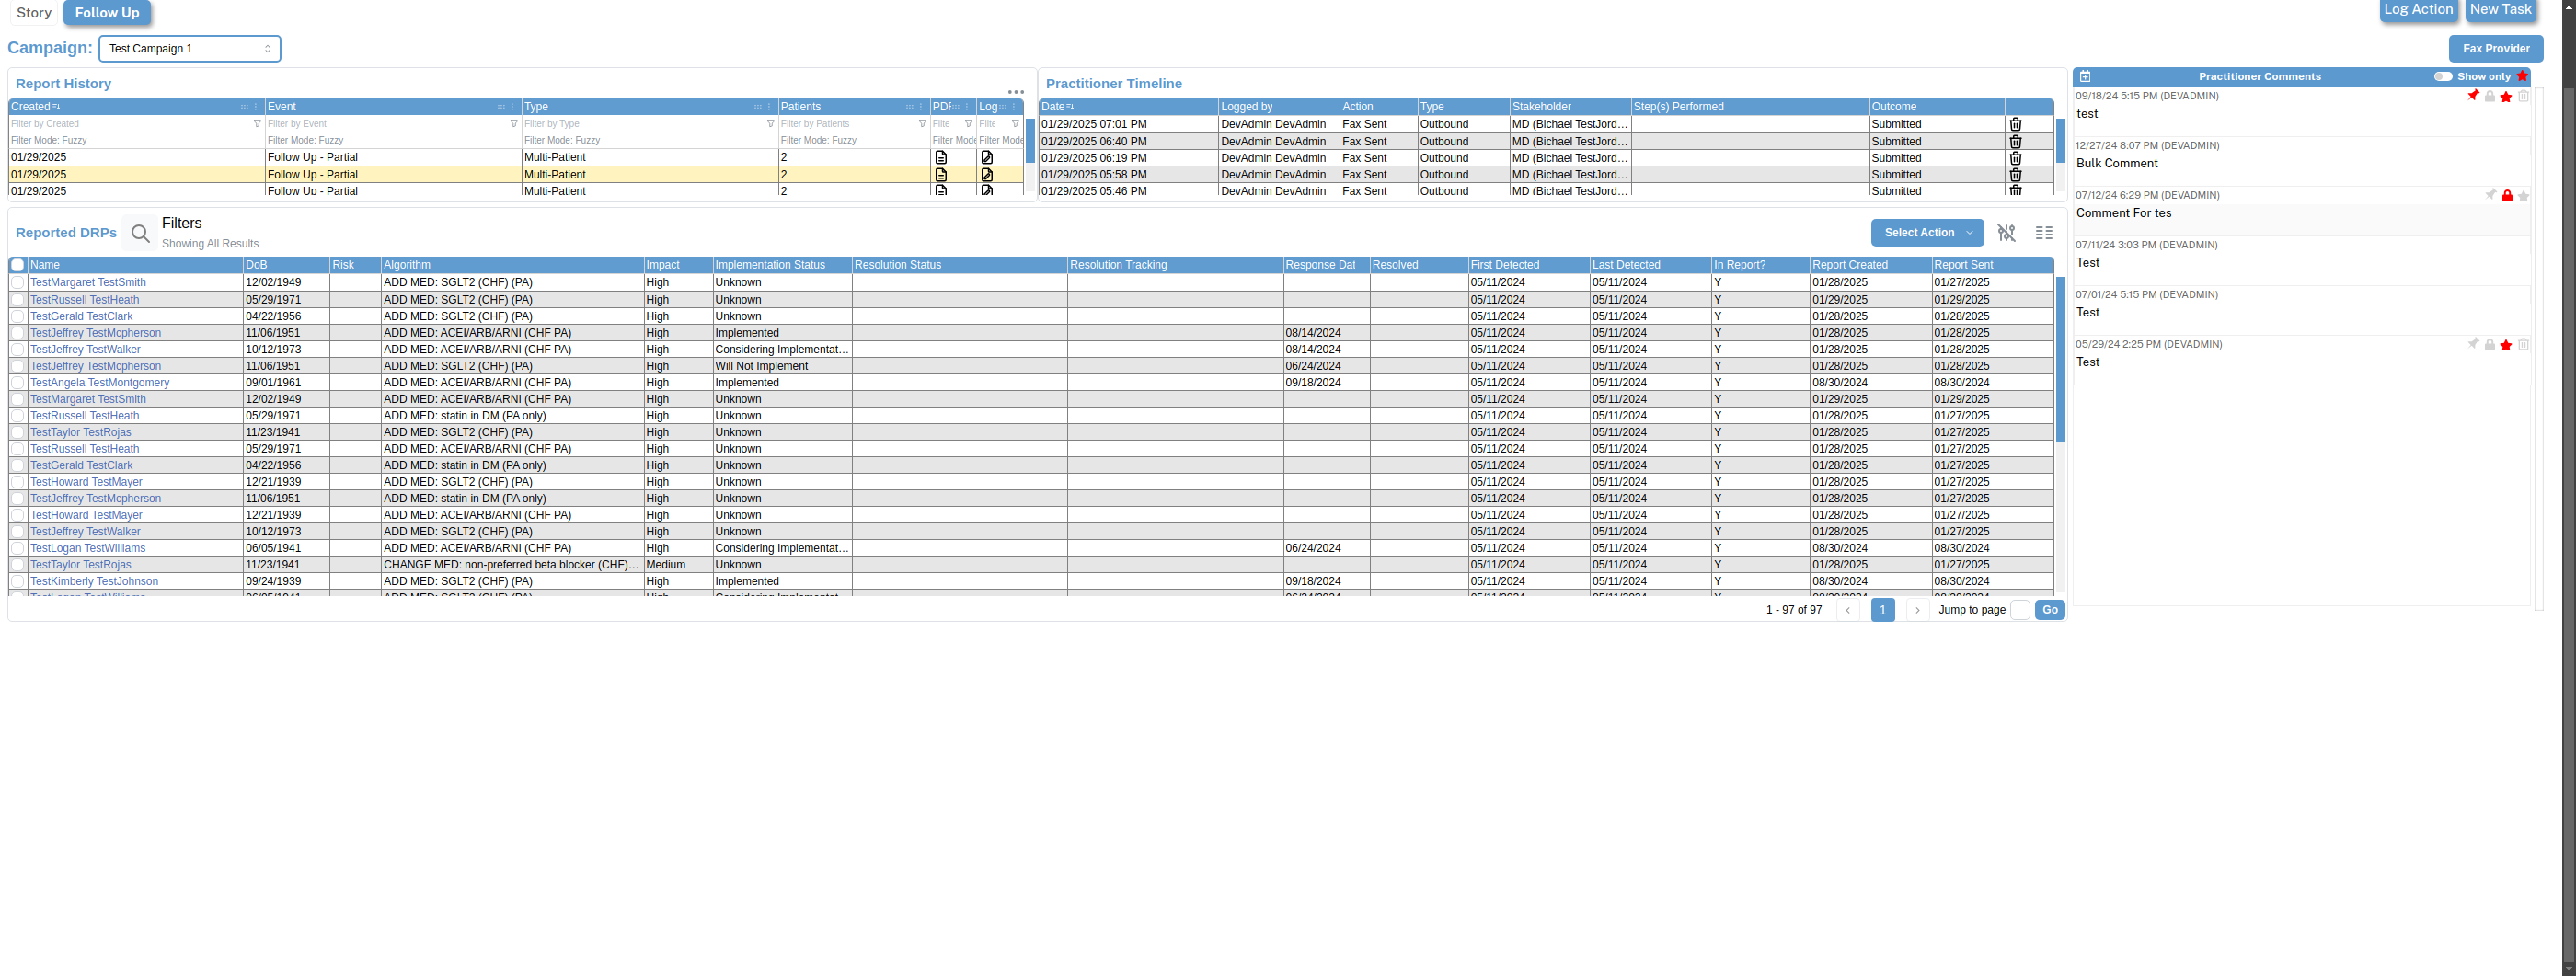 Story Follow Up Log Action New Task
Campaign: Test Campaign 1 Fax Provider
Report History
Created Event Type Patients PDF Log
Filter by Created Filter by Event Filter by Type Filter by Patients Filte Filte
Filter Mode: Fuzzy Filter Mode: Fuzzy Filter Mode: Fuzzy Filter Mode: Fuzzy Filter Mode Filter Mode
01/29/2025 Follow Up - Partial Multi-Patient 2
01/29/2025 Follow Up - Partial Multi-Patient 2
01/29/2025 Follow Up - Partial Multi-Patient 2
Practitioner Timeline
Date Logged by Action Type Stakeholder Step(s) Performed Outcome
01/29/2025 07:01 PM DevAdmin DevAdmin Fax Sent Outbound MD (Bichael TestJord... Submitted
01/29/2025 06:40 PM DevAdmin DevAdmin Fax Sent Outbound MD (Bichael TestJord... Submitted
01/29/2025 06:19 PM DevAdmin DevAdmin Fax Sent Outbound MD (Bichael TestJord... Submitted
01/29/2025 05:58 PM DevAdmin DevAdmin Fax Sent Outbound MD (Bichael TestJord... Submitted
01/29/2025 05:46 PM DevAdmin DevAdmin Fax Sent Outbound MD (Bichael TestJord... Submitted
Practitioner Comments Show only
09/18/24 5:15 PM (DEVADMIN)
test
12/27/24 8:07 PM (DEVADMIN)
Bulk Comment
07/12/24 6:29 PM (DEVADMIN)
Comment For tes
07/11/24 3:03 PM (DEVADMIN)
Test
07/01/24 5:15 PM (DEVADMIN)
Test
05/29/24 2:25 PM (DEVADMIN)
Test
Reported DRPs Filters
Showing All Results
Select Action
Name DoB Risk Algorithm Impact Implementation Status Resolution Status Resolution Tracking Response Dat Resolved First Detected Last Detected In Report? Report Created Report Sent
TestMargaret TestSmith 12/02/1949 ADD MED: SGLT2 (CHF) (PA) High Unknown 05/11/2024 05/11/2024 Y 01/28/2025 01/27/2025
TestRussell TestHeath 05/29/1971 ADD MED: SGLT2 (CHF) (PA) High Unknown 05/11/2024 05/11/2024 Y 01/29/2025 01/29/2025
TestGerald TestClark 04/22/1956 ADD MED: SGLT2 (CHF) (PA) High Unknown 05/11/2024 05/11/2024 Y 01/28/2025 01/28/2025
TestJeffrey TestMcpherson 11/06/1951 ADD MED: ACEI/ARB/ARNI (CHF PA) High Implemented 08/14/2024 05/11/2024 05/11/2024 Y 01/28/2025 01/28/2025
TestJeffrey TestWalker 10/12/1973 ADD MED: ACEI/ARB/ARNI (CHF PA) High Considering Implementat... 08/14/2024 05/11/2024 05/11/2024 Y 01/28/2025 01/28/2025
TestJeffrey TestMcpherson 11/06/1951 ADD MED: SGLT2 (CHF) (PA) High Will Not Implement 06/24/2024 05/11/2024 05/11/2024 Y 01/28/2025 01/28/2025
TestAngela TestMontgomery 09/01/1961 ADD MED: ACEI/ARB/ARNI (CHF PA) High Implemented 09/18/2024 05/11/2024 05/11/2024 Y 08/30/2024 08/30/2024
TestMargaret TestSmith 12/02/1949 ADD MED: ACEI/ARB/ARNI (CHF PA) High Unknown 05/11/2024 05/11/2024 Y 01/29/2025 01/29/2025
TestRussell TestHeath 05/29/1971 ADD MED: statin in DM (PA only) High Unknown 05/11/2024 05/11/2024 Y 01/28/2025 01/27/2025
TestTaylor TestRojas 11/23/1941 ADD MED: SGLT2 (CHF) (PA) High Unknown 05/11/2024 05/11/2024 Y 01/28/2025 01/27/2025
TestRussell TestHeath 05/29/1971 ADD MED: ACEI/ARB/ARNI (CHF PA) High Unknown 05/11/2024 05/11/2024 Y 01/28/2025 01/27/2025
TestGerald TestClark 04/22/1956 ADD MED: statin in DM (PA only) High Unknown 05/11/2024 05/11/2024 Y 01/28/2025 01/27/2025
TestHoward TestMayer 12/21/1939 ADD MED: SGLT2 (CHF) (PA) High Unknown 05/11/2024 05/11/2024 Y 01/28/2025 01/27/2025
TestJeffrey TestMcpherson 11/06/1951 ADD MED: statin in DM (PA only) High Unknown 05/11/2024 05/11/2024 Y 01/28/2025 01/27/2025
TestHoward TestMayer 12/21/1939 ADD MED: ACEI/ARB/ARNI (CHF PA) High Unknown 05/11/2024 05/11/2024 Y 01/28/2025 01/27/2025
TestJeffrey TestWalker 10/12/1973 ADD MED: SGLT2 (CHF) (PA) High Unknown 05/11/2024 05/11/2024 Y 01/28/2025 01/27/2025
TestLogan TestWilliams 06/05/1941 ADD MED: ACEI/ARB/ARNI (CHF PA) High Considering Implementat... 06/24/2024 05/11/2024 05/11/2024 Y 08/30/2024 08/30/2024
TestTaylor TestRojas 11/23/1941 CHANGE MED: non-preferred beta blocker (CHF)... Medium Unknown 05/11/2024 05/11/2024 Y 01/28/2025 01/27/2025
TestKimberly TestJohnson 09/24/1939 ADD MED: SGLT2 (CHF) (PA) High Implemented 09/18/2024 05/11/2024 05/11/2024 Y 08/30/2024 08/30/2024
1 - 97 of 97 1 Jump to page Go